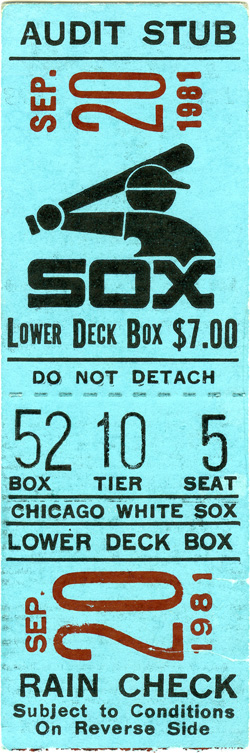 AUDIT STUB
SEP. 20 1981
SOX
LOWER DECK BOX $7.00
DO NOT DETACH
52 10 5
BOX TIER SEAT
CHICAGO WHITE SOX
LOWER DECK BOX
SEP. 20 1981
RAIN CHECK
Subject to Conditions
On Reverse Side